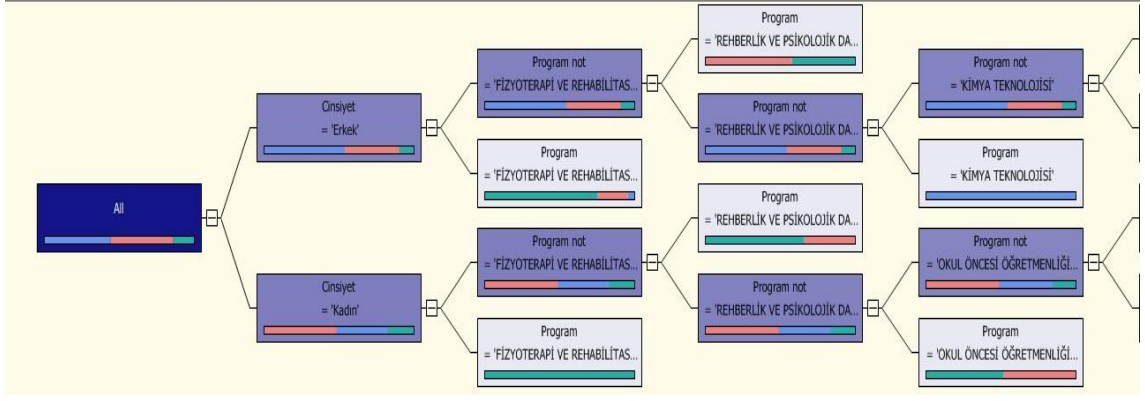 All
Cinsiyet
= 'Erkek'
Cinsiyet
= 'Kadın'
Program not
= 'FİZYOTERAPİ VE REHABİLİTAS...
Program
= 'FİZYOTERAPİ VE REHABİLİTAS...
Program not
= 'FİZYOTERAPİ VE REHABİLİTAS...
Program
= 'FİZYOTERAPİ VE REHABİLİTAS...
Program
= 'REHBERLİK VE PSİKOLOJİK DA...
Program not
= 'REHBERLİK VE PSİKOLOJİK DA...
Program
= 'REHBERLİK VE PSİKOLOJİK DA...
Program not
= 'REHBERLİK VE PSİKOLOJİK DA...
Program not
= 'KİMYA TEKNOLOJİSİ'
Program
= 'KİMYA TEKNOLOJİSİ'
Program not
= 'OKUL ÖNCESİ ÖĞRETMENLİĞİ...
Program
= 'OKUL ÖNCESİ ÖĞRETMENLİĞİ...